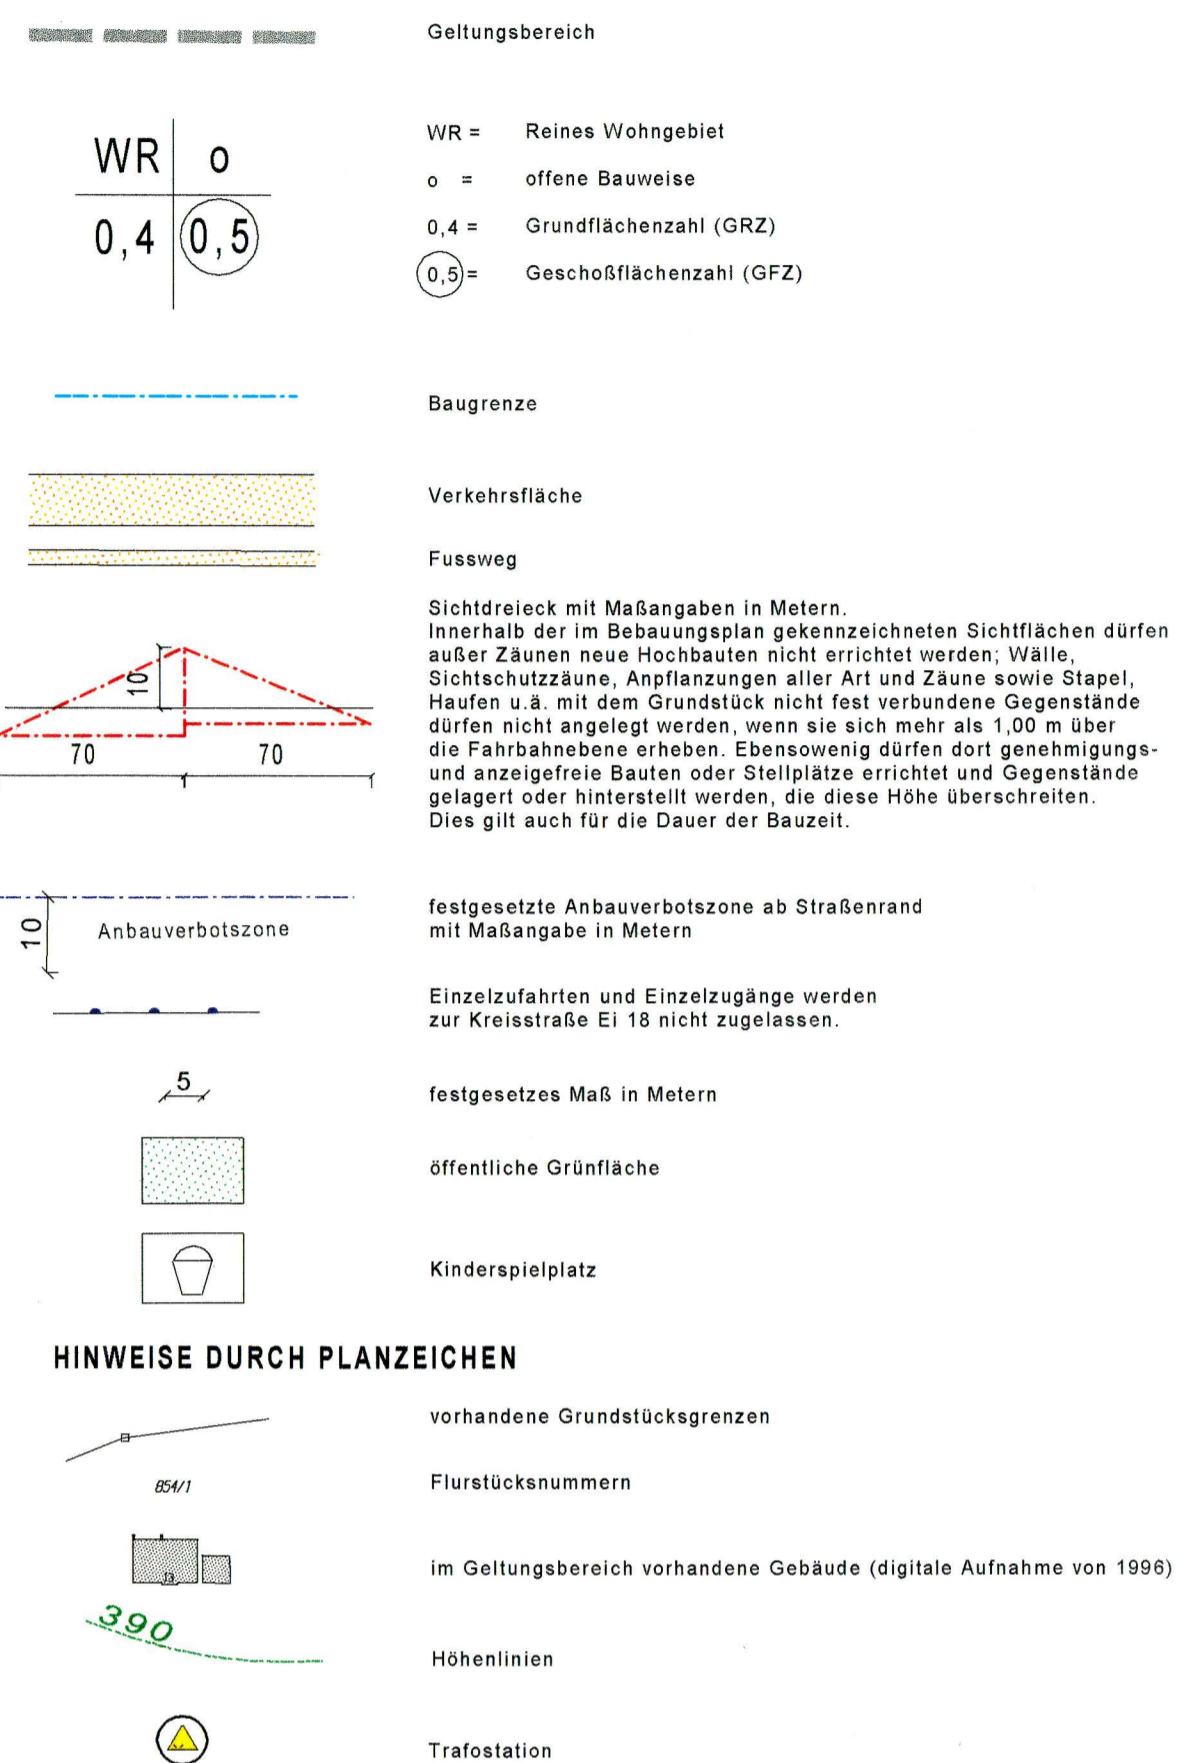 Geltungsbereich
WR o
0,4 0,5
WR = Reines Wohngebiet
o = offene Bauweise
0,4 = Grundflächenzahl (GRZ)
0,5 = Geschoßflächenzahl (GFZ)
Baugrenze
Verkehrsfläche
Fussweg
10
70 70
Sichtdreieck mit Maßangaben in Metern.
Innerhalb der im Bebauungsplan gekennzeichneten Sichtflächen dürfen
außer Zäunen neue Hochbauten nicht errichtet werden; Wälle,
Sichtschutzzäune, Anpflanzungen aller Art und Zäune sowie Stapel,
Haufen u.ä. mit dem Grundstück nicht fest verbundene Gegenstände
dürfen nicht angelegt werden, wenn sie sich mehr als 1,00 m über
die Fahrbahnebene erheben. Ebensowenig dürfen dort genehmigungs-
und anzeigefreie Bauten oder Stellplätze errichtet und Gegenstände
gelagert oder hinterstellt werden, die diese Höhe überschreiten.
Dies gilt auch für die Dauer der Bauzeit.
10
Anbauverbotszone
festgesetzte Anbauverbotszone ab Straßenrand
mit Maßangabe in Metern
Einzelzufahrten und Einzelzugänge werden
zur Kreisstraße Ei 18 nicht zugelassen.
5
festgesetzes Maß in Metern
öffentliche Grünfläche
Kinderspielplatz
HINWEISE DURCH PLANZEICHEN
vorhandene Grundstücksgrenzen
854/1
Flurstücksnummern
13
im Geltungsbereich vorhandene Gebäude (digitale Aufnahme von 1996)
390
Höhenlinien
Trafostation